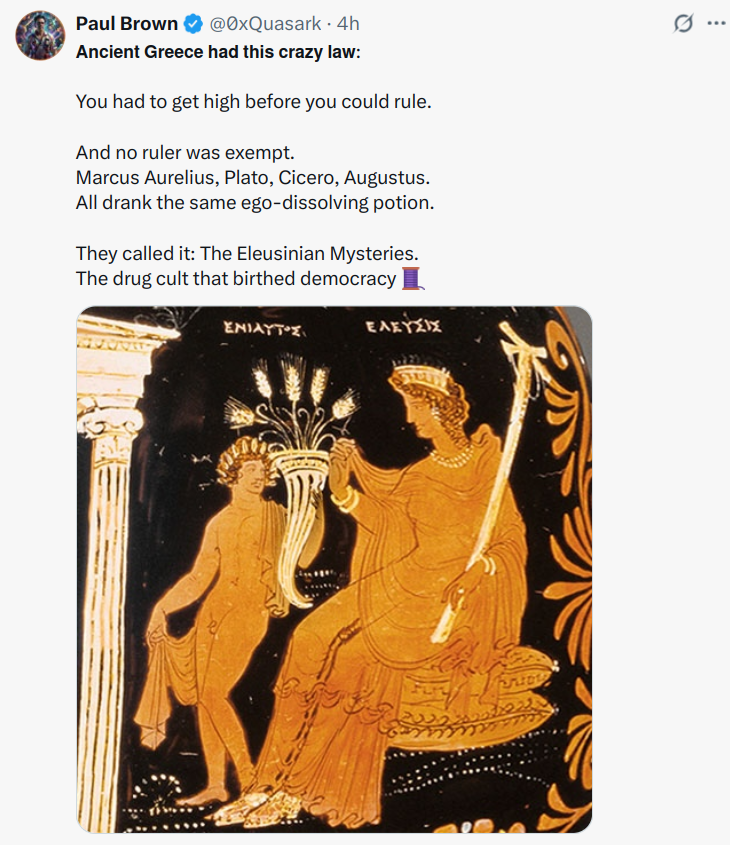 Paul Brown @0xQuasark · 4h
Ancient Greece had this crazy law:
You had to get high before you could rule.
And no ruler was exempt.
Marcus Aurelius, Plato, Cicero, Augustus.
All drank the same ego-dissolving potion.
They called it: The Eleusinian Mysteries.
The drug cult that birthed democracy
ΕΝΙΑΥΤΟΣ ΕΛΕΥΣΙΣ